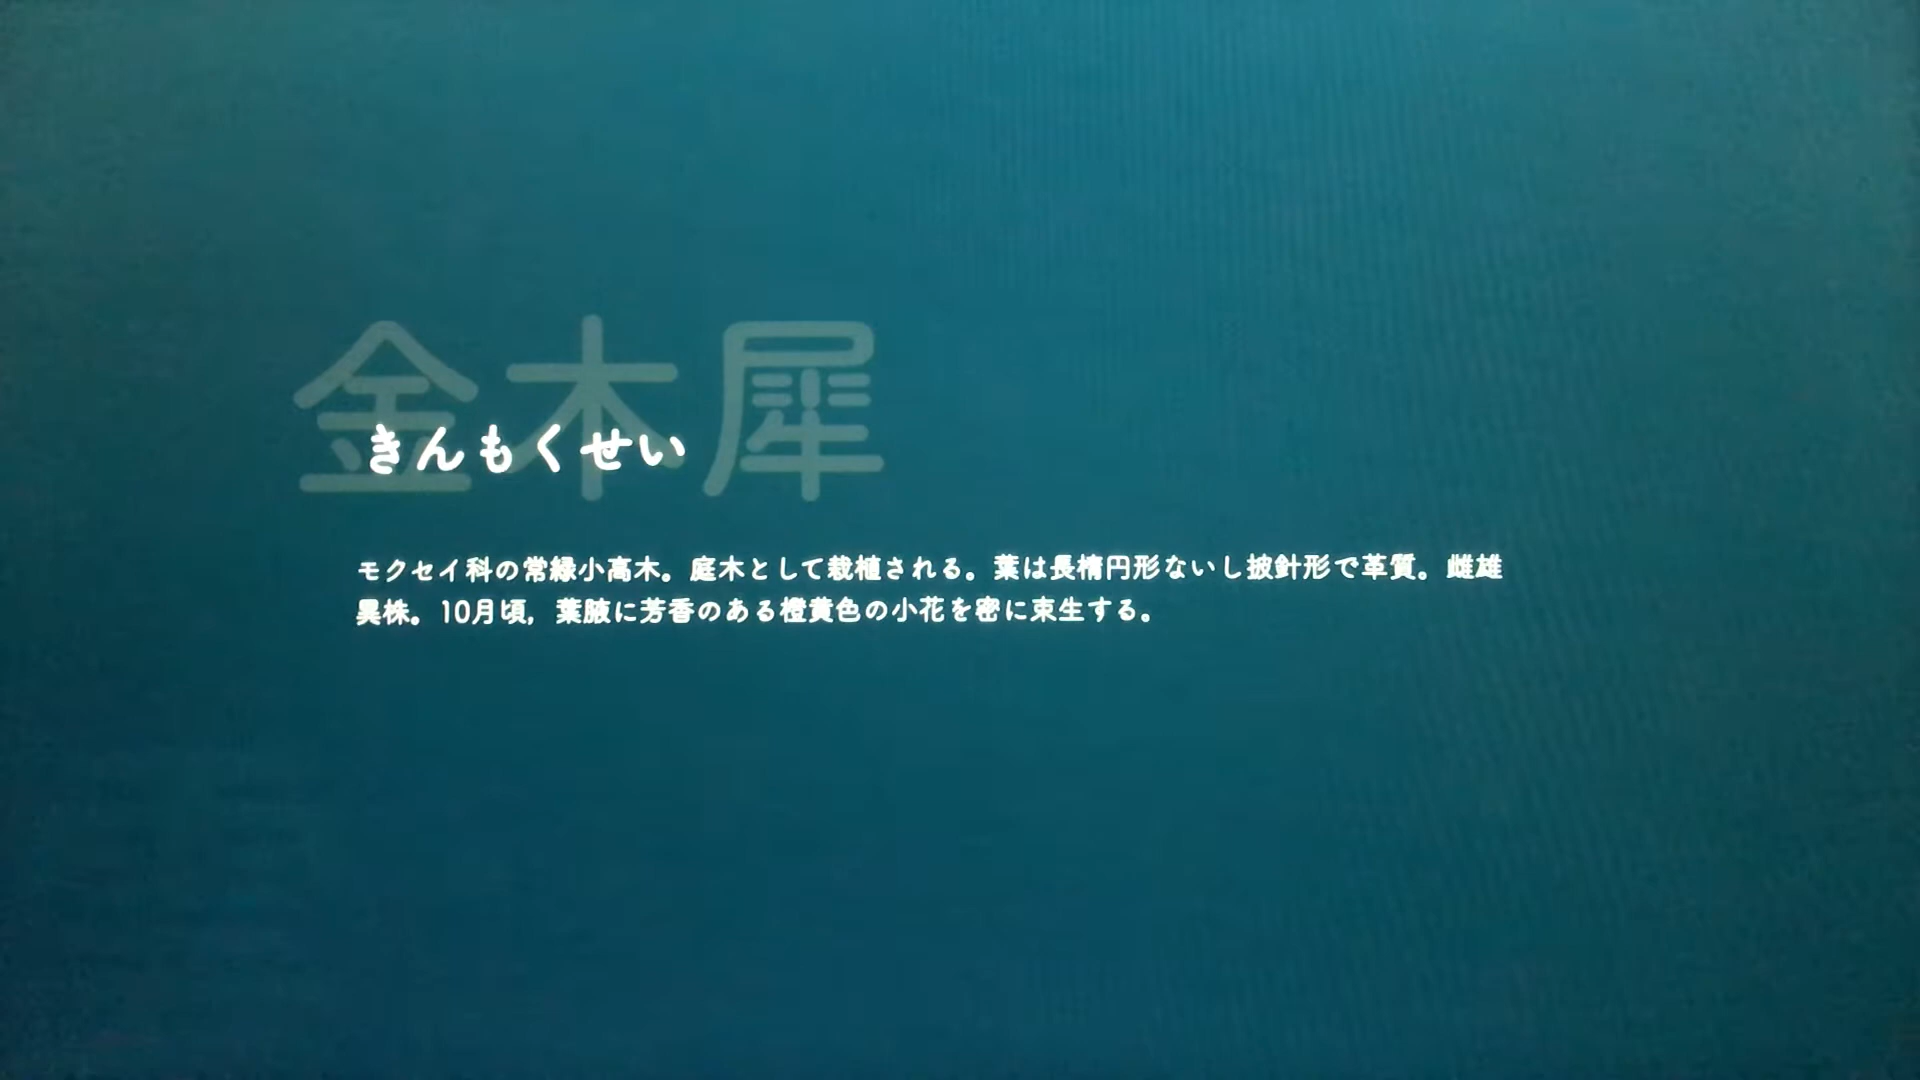 金木犀
きんもくせい
モクセイ科の常緑小高木。庭木として栽植される。葉は長楕円形ないし披針形で革質。雌雄
異株。10月頃，葉腋に芳香のある橙黄色の小花を密に束生する。